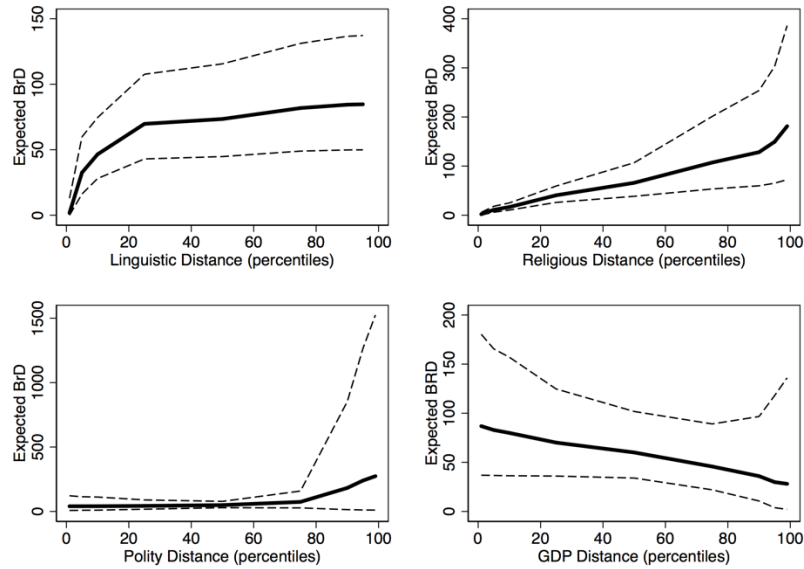 Expected BrD
0
50
100
150
0 20 40 60 80 100
Linguistic Distance (percentiles)
Expected BrD
0
100
200
300
400
0 20 40 60 80 100
Religious Distance (percentiles)
Expected BrD
0
500
1000
1500
0 20 40 60 80 100
Polity Distance (percentiles)
Expected BRD
0
50
100
150
200
0 20 40 60 80 100
GDP Distance (percentiles)